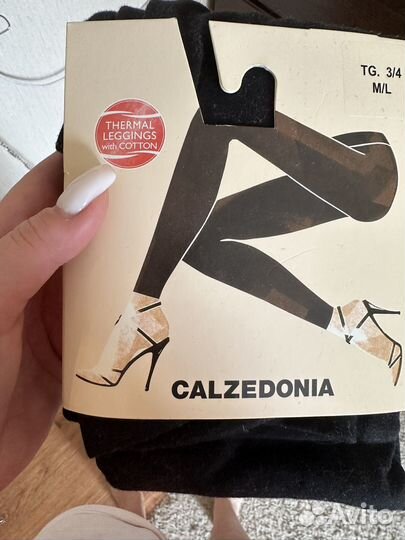 TG. 3/4
M/L
THERMAL
LEGGINGS
with COTTON
CALZEDONIA
Avito